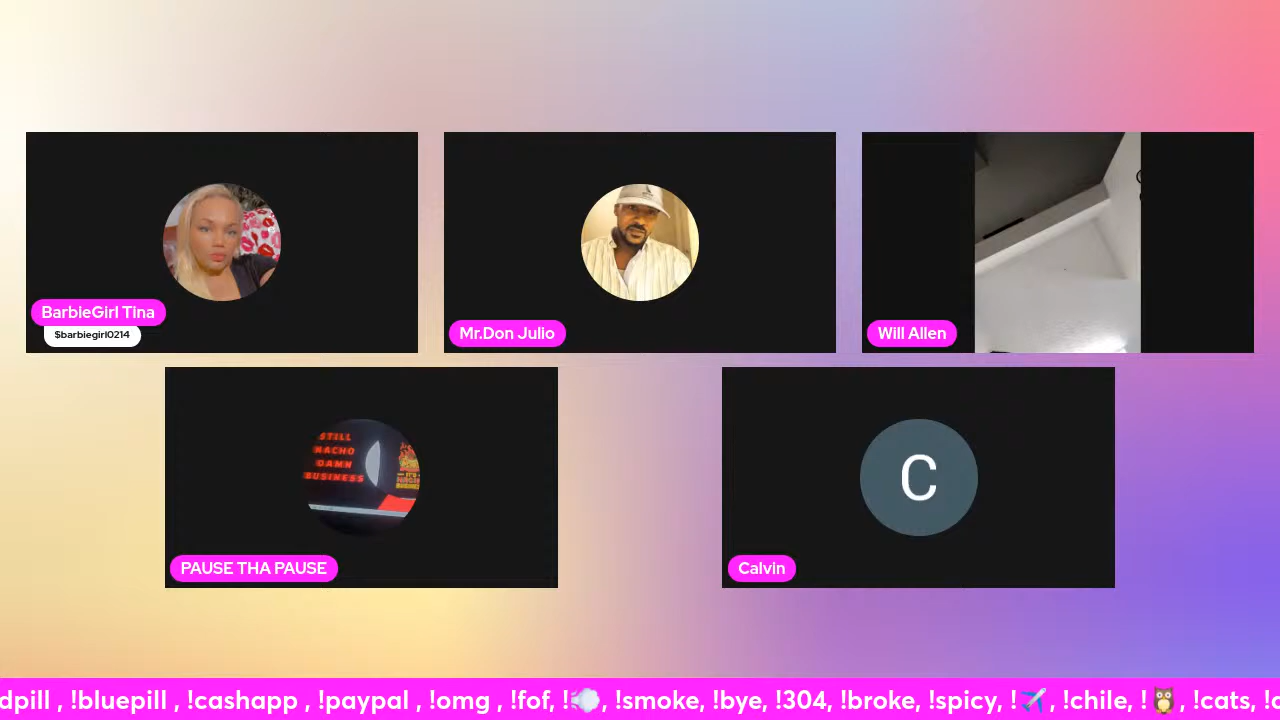 BarbieGirl Tina
$barbiegirl0214
Mr.Don Julio
Will Allen
STILL
NACHO
DAMN
BUSINESS
PAUSE THA PAUSE
C
Calvin
dpill , !bluepill , !cashapp , !paypal , !omg , !fof, !💨, !smoke, !bye, !304, !broke, !spicy, !✈️, !chile, !🦉, !cats,